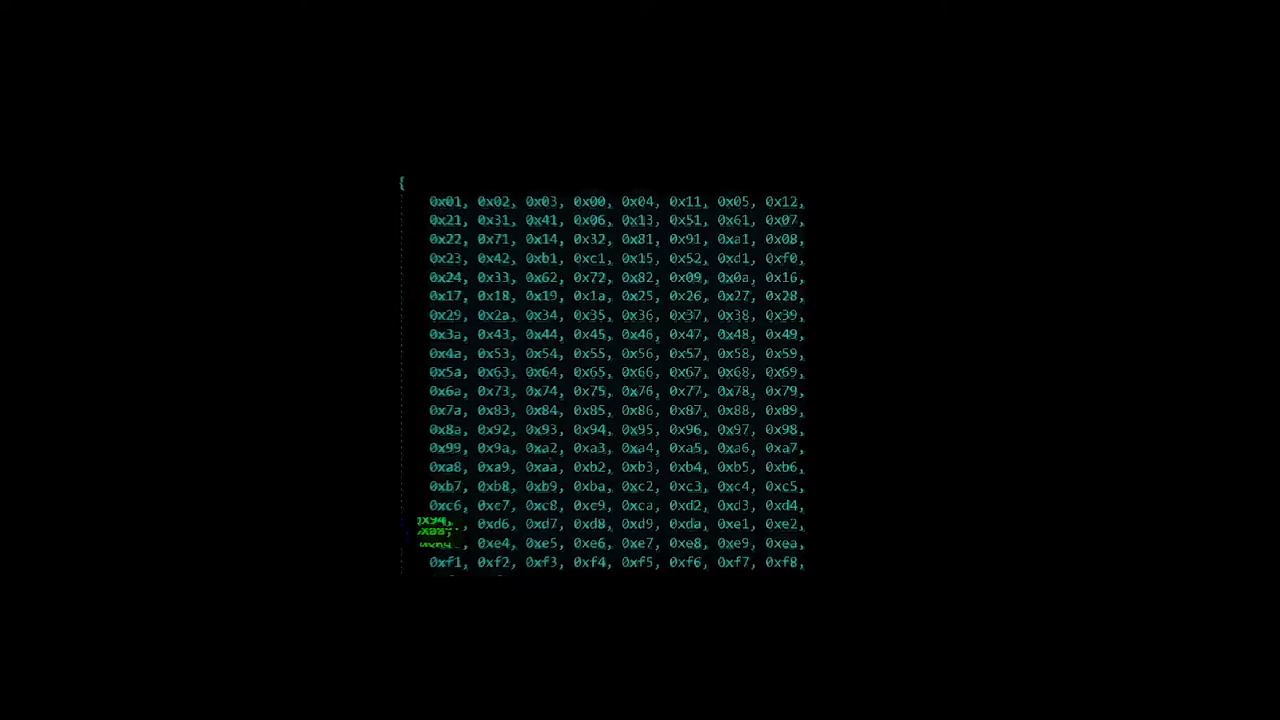 {
0x01, 0x02, 0x03, 0x00, 0x04, 0x11, 0x05, 0x12,
0x21, 0x31, 0x41, 0x06, 0x13, 0x51, 0x61, 0x07,
0x22, 0x71, 0x14, 0x32, 0x81, 0x91, 0xa1, 0x08,
0x23, 0x42, 0xb1, 0xc1, 0x15, 0x52, 0xd1, 0xf0,
0x24, 0x33, 0x62, 0x72, 0x82, 0x09, 0x0a, 0x16,
0x17, 0x18, 0x19, 0x1a, 0x25, 0x26, 0x27, 0x28,
0x29, 0x2a, 0x34, 0x35, 0x36, 0x37, 0x38, 0x39,
0x3a, 0x43, 0x44, 0x45, 0x46, 0x47, 0x48, 0x49,
0x4a, 0x53, 0x54, 0x55, 0x56, 0x57, 0x58, 0x59,
0x5a, 0x63, 0x64, 0x65, 0x66, 0x67, 0x68, 0x69,
0x6a, 0x73, 0x74, 0x75, 0x76, 0x77, 0x78, 0x79,
0x7a, 0x83, 0x84, 0x85, 0x86, 0x87, 0x88, 0x89,
0x8a, 0x92, 0x93, 0x94, 0x95, 0x96, 0x97, 0x98,
0x99, 0x9a, 0xa2, 0xa3, 0xa4, 0xa5, 0xa6, 0xa7,
0xa8, 0xa9, 0xaa, 0xb2, 0xb3, 0xb4, 0xb5, 0xb6,
0xb7, 0xb8, 0xb9, 0xba, 0xc2, 0xc3, 0xc4, 0xc5,
0xc6, 0xc7, 0xc8, 0xc9, 0xca, 0xd2, 0xd3, 0xd4,
0xd6, 0xd7, 0xd8, 0xd9, 0xda, 0xe1, 0xe2,
0xe4, 0xe5, 0xe6, 0xe7, 0xe8, 0xe9, 0xea,
0xf1, 0xf2, 0xf3, 0xf4, 0xf5, 0xf6, 0xf7, 0xf8,